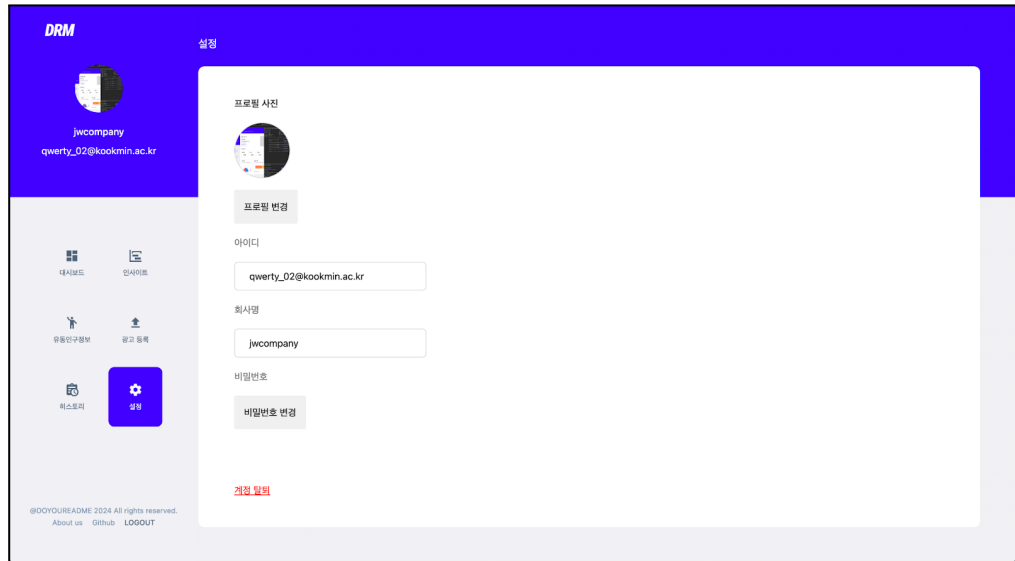 DRM
jwcompany
qwerty_02@kookmin.ac.kr
대시보드 인사이트
유동인구정보 광고 등록
히스토리 설정
@DOYOUREADME 2024 All rights reserved.
About us Github LOGOUT
설정
프로필 사진
프로필 변경
아이디
qwerty_02@kookmin.ac.kr
회사명
jwcompany
비밀번호
비밀번호 변경
계정 탈퇴